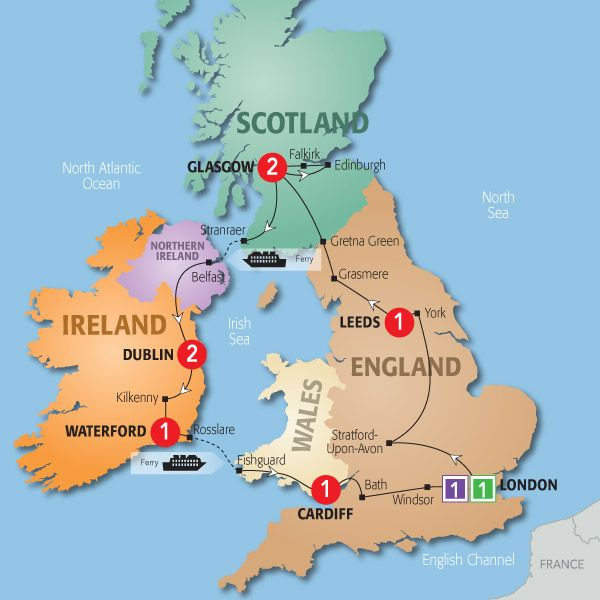 SCOTLAND
GLASGOW
2
Falkirk
Edinburgh
North Atlantic
Ocean
North
Sea
Stranraer
NORTHERN
IRELAND
Belfast
Ferry
Gretna Green
Grasmere
IRELAND
Irish
Sea
LEEDS
1
York
DUBLIN
2
ENGLAND
Kilkenny
WATERFORD
1
Rosslare
WALES
Stratford-
Upon-Avon
Ferry
Fishguard
CARDIFF
1
Bath
Windsor
1
1
LONDON
English Channel
FRANCE